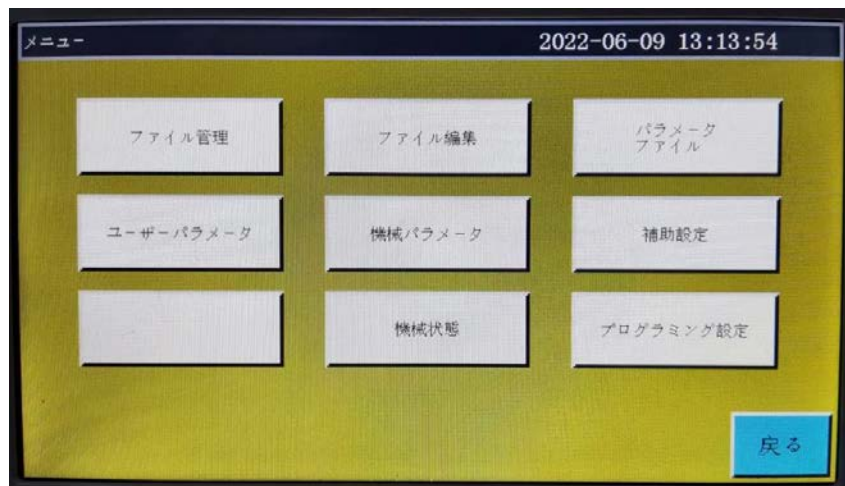 メニュー
2022-06-09 13:13:54
ファイル管理
ファイル編集
パラメータ
ファイル
ユーザーパラメータ
機械パラメータ
補助設定
機械状態
プログラミング設定
戻る